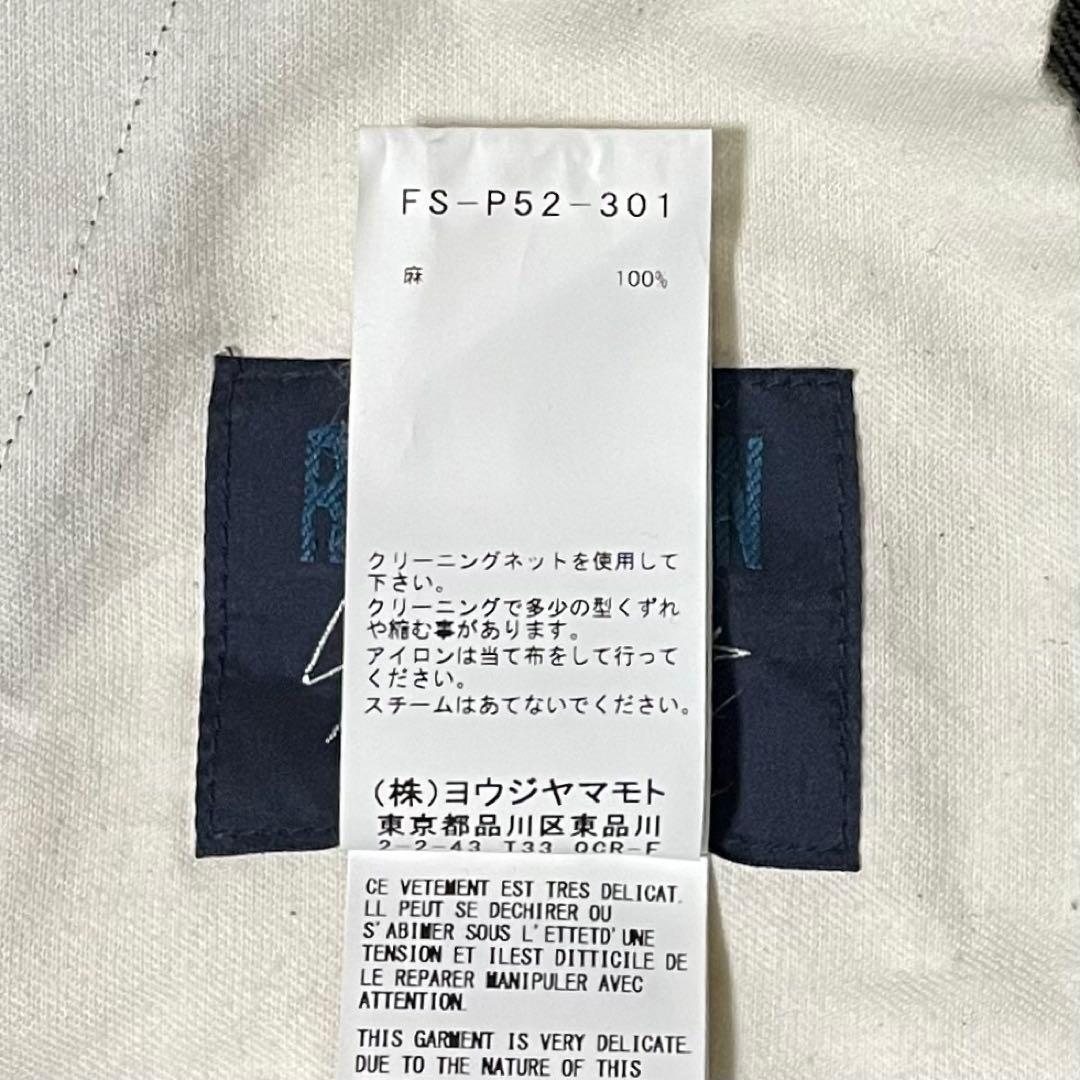 FS-P52-301
麻 100%
クリーニングネットを使用して
下さい。
クリーニングで多少の型くずれ
や縮む事があります。
アイロンは当て布をして行って
ください。
スチームはあてないでください。
(株)ヨウジヤマモト
東京都品川区東品川
2-2-43 T33 OCR-F
CE VETEMENT EST TRES DELICAT.
LL PEUT SE DECHIRER OU
S'ABIMER SOUS L'ETTETD'UNE
TENSION ET ILEST DITTICILE DE
LE REPARER MANIPULER AVEC
ATTENTION.
THIS GARMENT IS VERY DELICATE.
DUE TO THE NATURE OF THIS